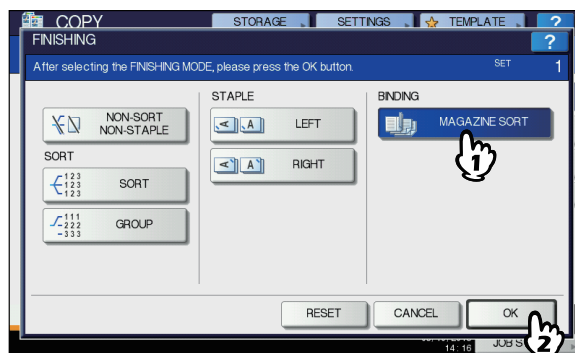 COPY STORAGE SETTINGS TEMPLATE ?
FINISHING ?
After selecting the FINISHING MODE, please press the OK button. SET 1
STAPLE BINDING
NON-SORT
NON-STAPLE
A A LEFT
MAGAZINE SORT
1
SORT
123
123
123
SORT
A A RIGHT
111
222
333
GROUP
RESET CANCEL OK
14:16 JOB S
2